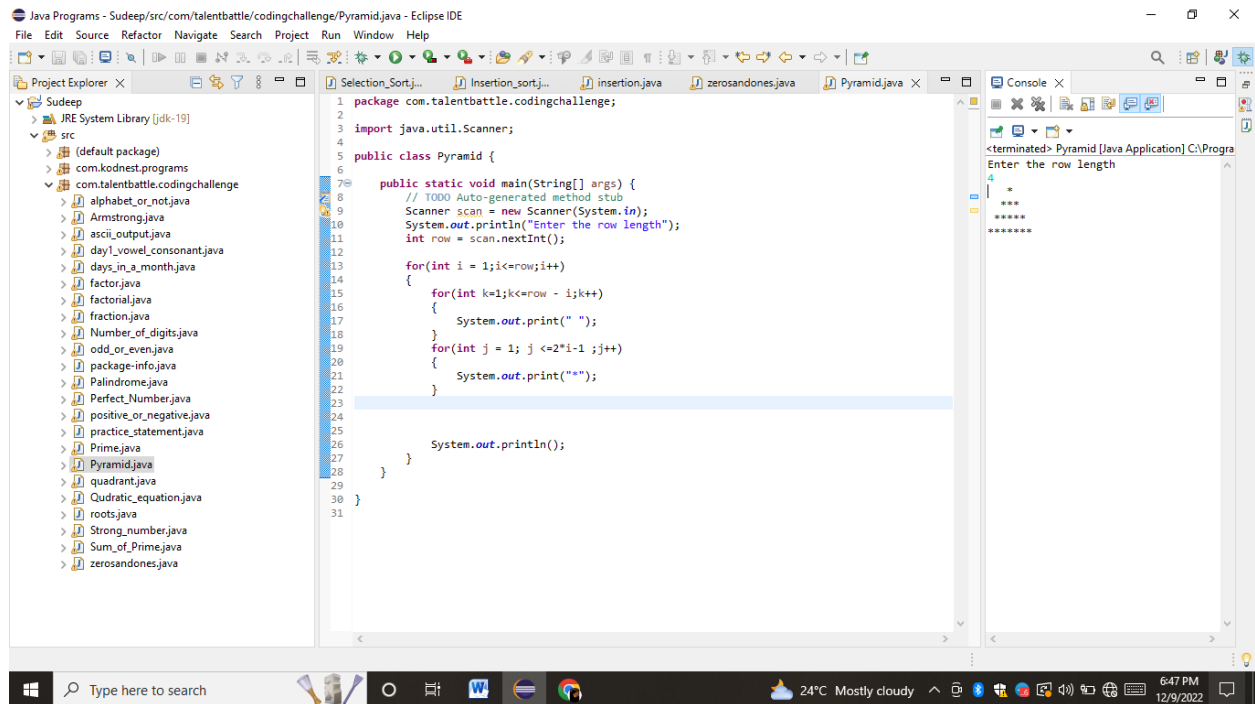 Java Programs - Sudeep/src/com/talentbattle/codingchallenge/Pyramid.java - Eclipse IDE
File Edit Source Refactor Navigate Search Project Run Window Help
Project Explorer
Sudeep
JRE System Library [jdk-19]
src
(default package)
com.kodnest.programs
com.talentbattle.codingchallenge
alphabet_or_not.java
Armstrong.java
ascii_output.java
day1_vowel_consonant.java
days_in_a_month.java
factor.java
factorial.java
fraction.java
Number_of_digits.java
odd_or_even.java
package-info.java
Palindrome.java
Perfect_Number.java
positive_or_negative.java
practice_statement.java
Prime.java
Pyramid.java
quadrant.java
Qudratic_equation.java
roots.java
Strong_number.java
Sum_of_Prime.java
zerosandones.java
Selection_Sort.j... Insertion_sort.j... insertion.java zerosandones.java Pyramid.java
1 package com.talentbattle.codingchallenge;
2
3 import java.util.Scanner;
4
5 public class Pyramid {
6
7 public static void main(String[] args) {
8 // TODO Auto-generated method stub
9 Scanner scan = new Scanner(System.in);
10 System.out.println("Enter the row length");
11 int row = scan.nextInt();
12
13 for(int i = 1;i<=row;i++)
14 {
15 for(int k=1;k<=row - i;k++)
16 {
17 System.out.print(" ");
18 }
19 for(int j = 1; j <=2*i-1 ;j++)
20 {
21 System.out.print("*");
22 }
23
24
25
26 System.out.println();
27 }
28 }
29
30 }
31
Console
<terminated> Pyramid [Java Application] C:\Progra
Enter the row length
4
   *
  ***
 *****
*******
Type here to search
24°C Mostly cloudy
6:47 PM
12/9/2022